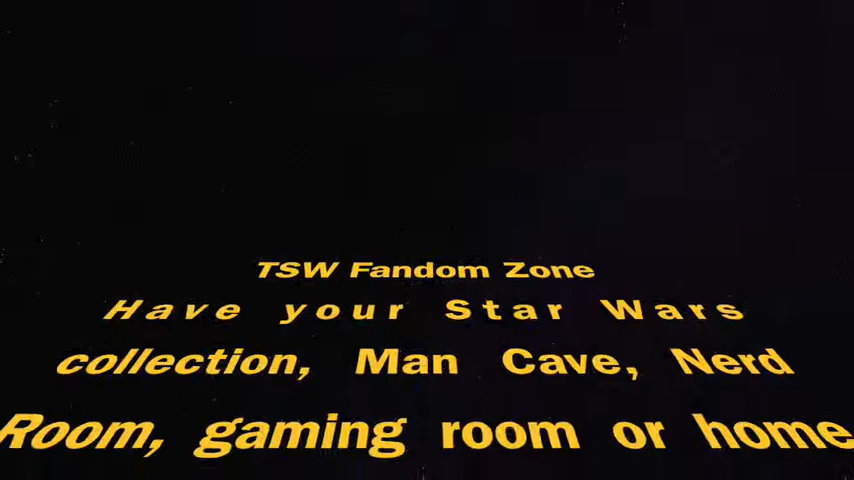 TSW Fandom Zone
Have your Star Wars
collection, Man Cave, Nerd
Room, gaming room or home